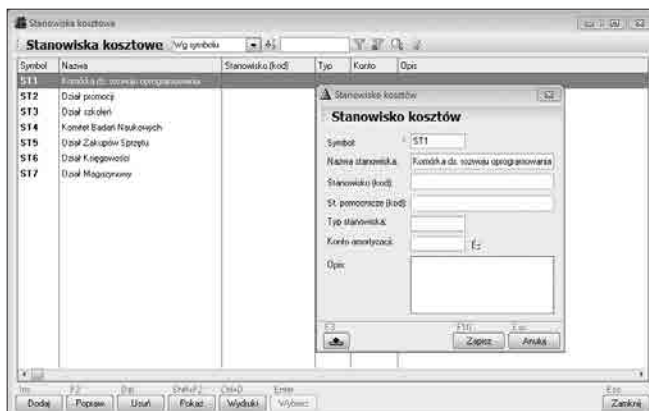 Stanowiska kosztowe
Stanowiska kosztowe Wg symbolu
Symbol Nazwa Stanowisko (kod) Typ Konto Opis
ST1 Komórka ds. rozwoju oprogramowania
ST2 Dział promocji
ST3 Dział szkoleń
ST4 Komitet Badań Naukowych
ST5 Dział Zakupów Sprzętu
ST6 Dział Księgowości
ST7 Dział Magazynowy
Stanowisko kosztów
Stanowisko kosztów
Symbol: ST1
Nazwa stanowiska: Komórka ds. rozwoju oprogramowania
Stanowisko (kod):
St. pomocnicze (kod):
Typ stanowiska:
Konto amortyzacji:
Opis:
F3 F10 Esc
Zapisz Anuluj
Ins F2 Del Shift+F2 Ctrl+D Enter Esc
Dodaj Popraw Usuń Pokaż Wydruki Wybierz Zamknij